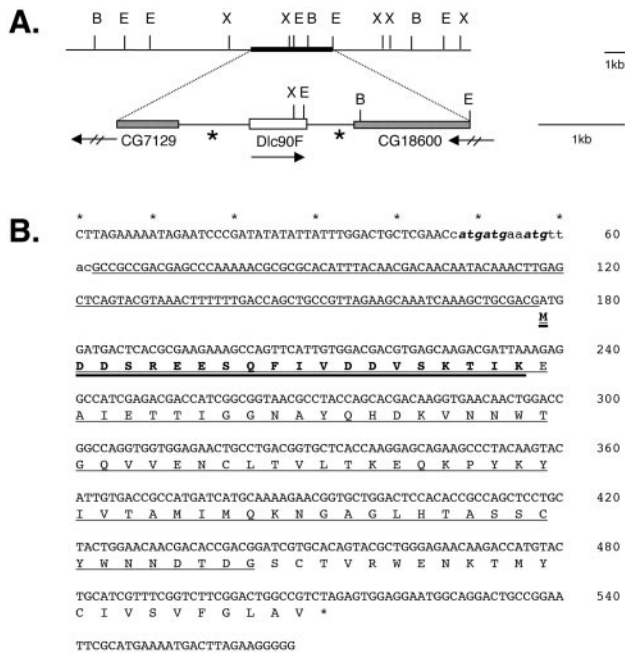 A.
B E E X X E B E X X B E X
1kb
X E B E
CG7129 * Dlc90F * CG18600 1kb
B.
* * * * * * *
CTTAGAAAAATAGAATCCCGATATATATTATTTGGACTGCTCGAACCcatgatgaaatgtt 60
acGCCGCCGACGAGCCCAAAAACGCGCGCACATTTACAACGACAACAATACAAACTTGAG 120
CTCAGTACGTAAACTTTTTTGACCAGCTGCCGTTAGAAGCAAATCAAAGCTGCGACGATG 180
M
GATGACTCACGCGAAGAAAGCCAGTTCATTGTGGACGACGTGAGCAAGACGATTAAAGAG 240
D D S R E E S Q F I V D D V S K T I K E
GCCATCGAGACGACCATCGGCGGTAACGCCTACCAGCACGACAAGGTGAACAACTGGACC 300
A I E T T I G G N A Y Q H D K V N N W T
GGCCAGGTGGTGGAGAACTGCCTGACGGTGCTCACCAAGGAGCAGAAGCCCTACAAGTAC 360
G Q V V E N C L T V L T K E Q K P Y K Y
ATTGTGACCGCCATGATCATGCAAAAGAACGGTGCTGGACTCCACACCGCCAGCTCCTGC 420
I V T A M I M Q K N G A G L H T A S S C
TACTGGAACAACGACACCGACGGATCGTGCACAGTACGCTGGGAGAACAAGACCATGTAC 480
Y W N N D T D G S C T V R W E N K T M Y
TGCATCGTTTCGGTCTTCGGACTGGCCGTCTAGAGTGGAGGAATGGCAGGACTGCCGGAA 540
C I V S V F G L A V *
TTCGCATGAAAATGACTTAGAAGGGGG